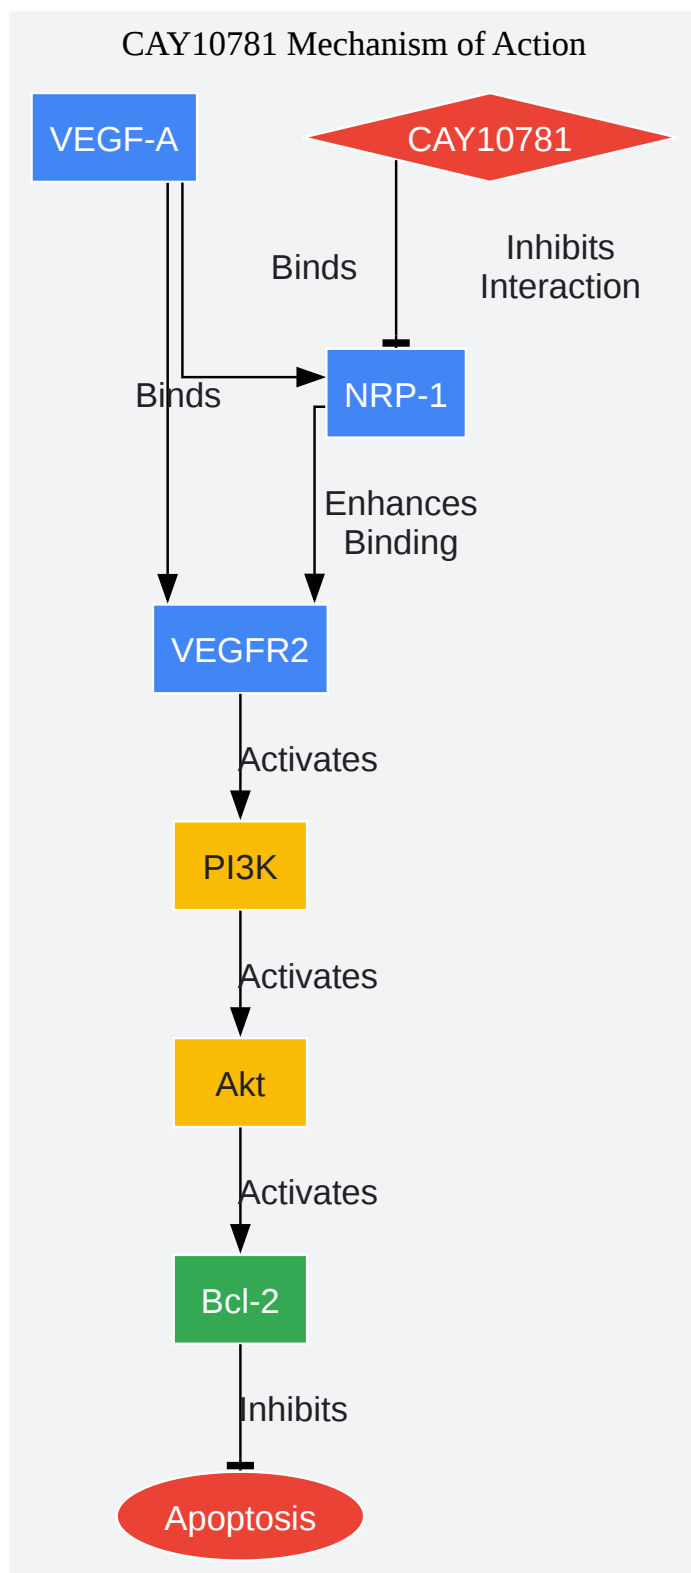 CAY10781 Mechanism of Action
VEGF-A
CAY10781
Binds
Inhibits
Interaction
Binds
NRP-1
Enhances
Binding
VEGFR2
Activates
PI3K
Activates
Akt
Activates
Bcl-2
Inhibits
Apoptosis